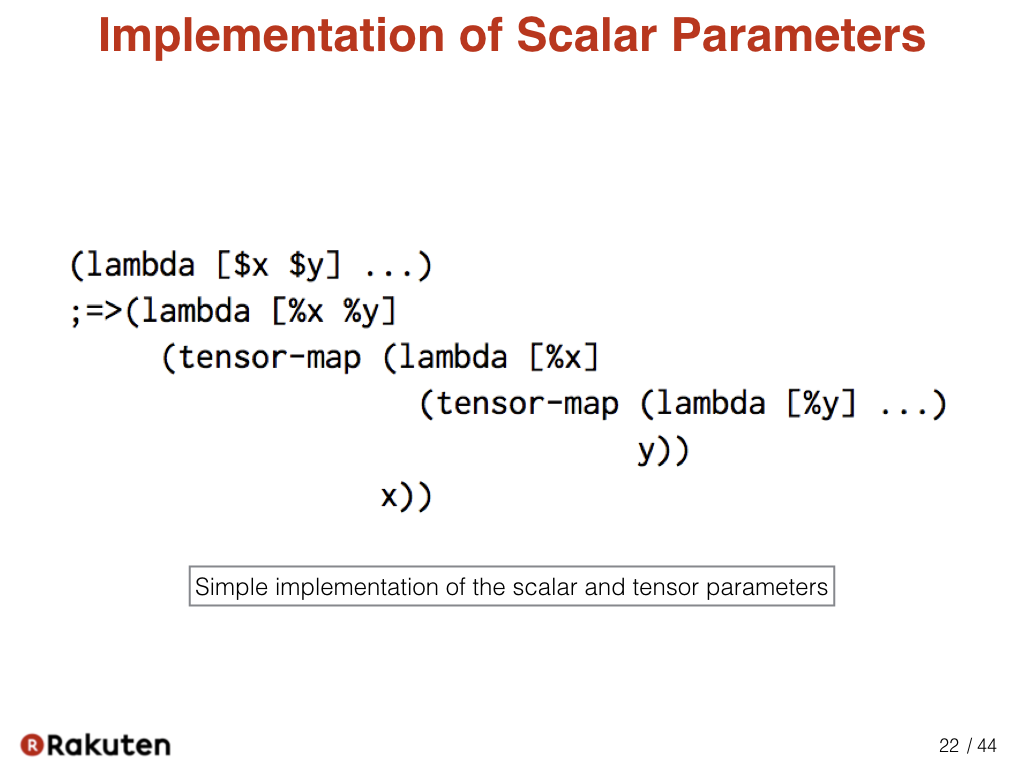 Implementation of Scalar Parameters
(lambda [$x $y] ...)
;=>(lambda [%x %y]
(tensor-map (lambda [%x]
(tensor-map (lambda [%y] ...)
y))
x))
Simple implementation of the scalar and tensor parameters
R Rakuten
22 / 44